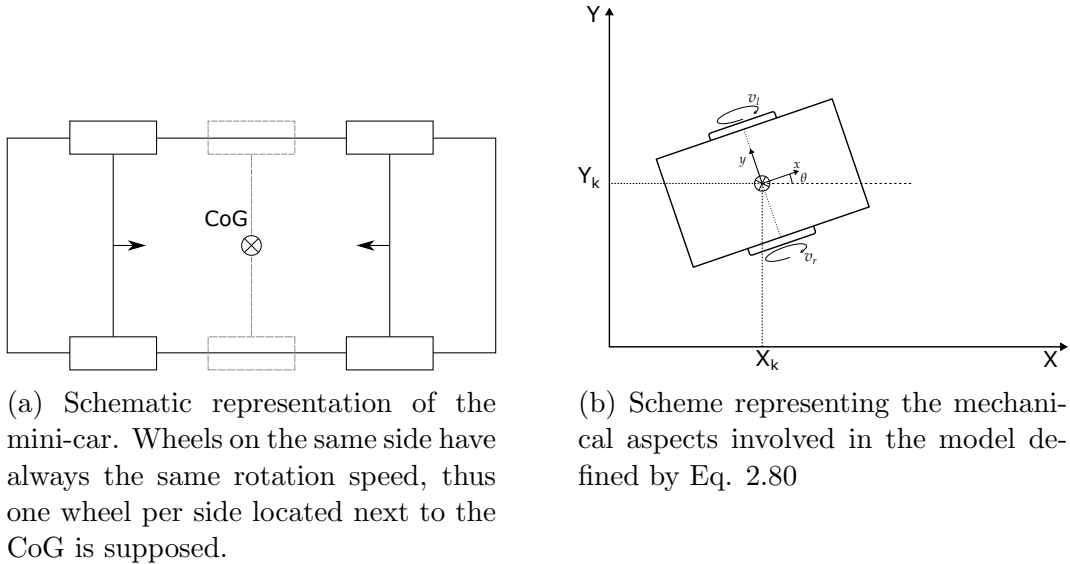 CoG
(a) Schematic representation of the
mini-car. Wheels on the same side have
always the same rotation speed, thus
one wheel per side located next to the
CoG is supposed.
Y
v_l
y
x
θ
Y_k
v_r
X_k
X
(b) Scheme representing the mechani-
cal aspects involved in the model de-
fined by Eq. 2.80